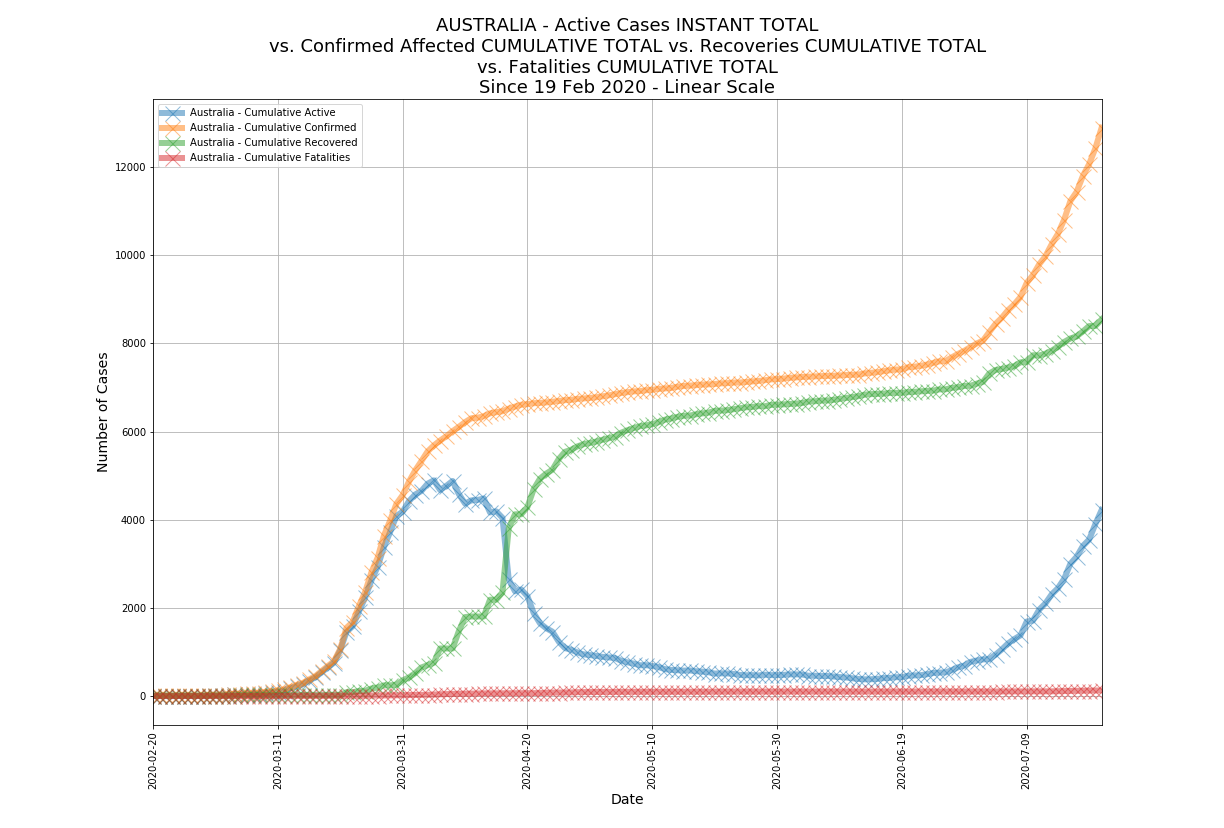 AUSTRALIA - Active Cases INSTANT TOTAL
vs. Confirmed Affected CUMULATIVE TOTAL vs. Recoveries CUMULATIVE TOTAL
vs. Fatalities CUMULATIVE TOTAL
Since 19 Feb 2020 - Linear Scale
Australia - Cumulative Active
Australia - Cumulative Confirmed
Australia - Cumulative Recovered
Australia - Cumulative Fatalities
Number of Cases
12000
10000
8000
6000
4000
2000
0
2020-02-20
2020-03-11
2020-03-31
2020-04-20
2020-05-10
2020-05-30
2020-06-19
2020-07-09
Date